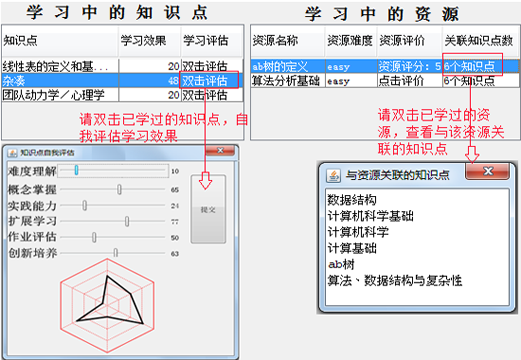 学习中的知识点
知识点 学习效果 学习评估
线性表的定义和基... 20 双击评估
杂奏 48 双击评估
团队动力学／心理学 20 双击评估
请双击已学过的知识点，自
我评估学习效果
知识点自我评估
难度理解 10
概念掌握 65
实践能力 24
扩展学习 77
作业评估 50
创新培养 63
提交
学习中的资源
资源名称 资源难度 资源评价 关联知识点数
ab树的定义 easy 资源评分：5 6个知识点
算法分析基础 easy 点击评价 6个知识点
请双击已学过的资
源，查看与该资源关
联的知识点
与资源关联的知识点
数据结构
计算机科学基础
计算机科学
计算基础
ab树
算法、数据结构与复杂性